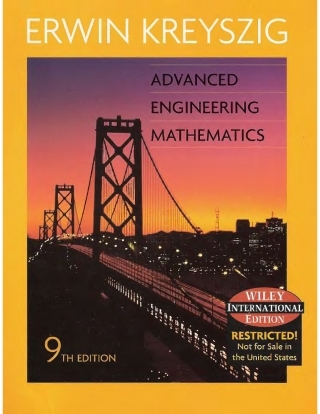 ERWIN KREYSZIG
ADVANCED
ENGINEERING
MATHEMATICS
WILEY
INTERNATIONAL
EDITION
RESTRICTED!
Not for Sale in
the United States
9TH EDITION